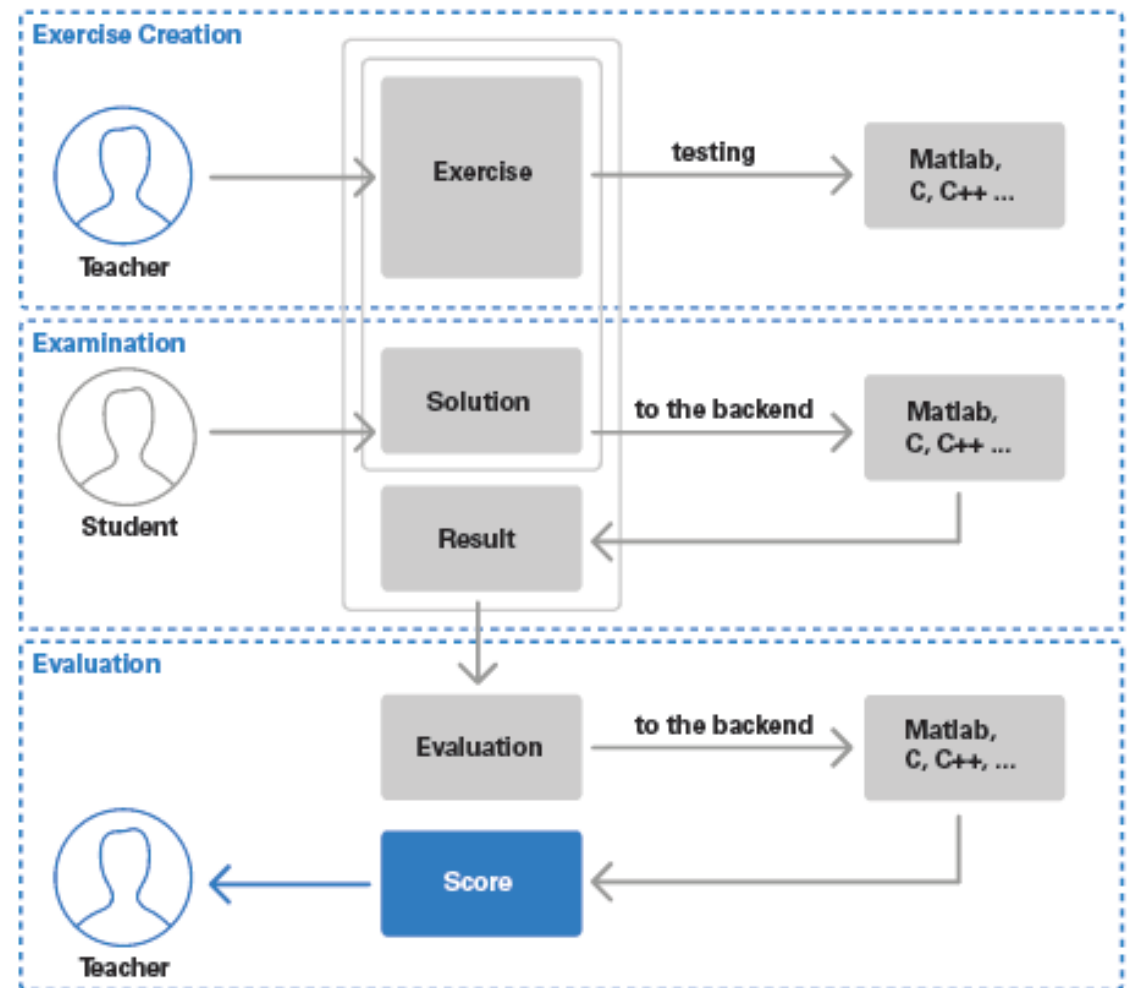 Exercise Creation
Exercise
testing
Matlab,
C, C++ ...
Teacher
Examination
Solution
to the backend
Matlab,
C, C++ ...
Student
Result
Evaluation
Evaluation
to the backend
Matlab,
C, C++, ...
Score
Teacher